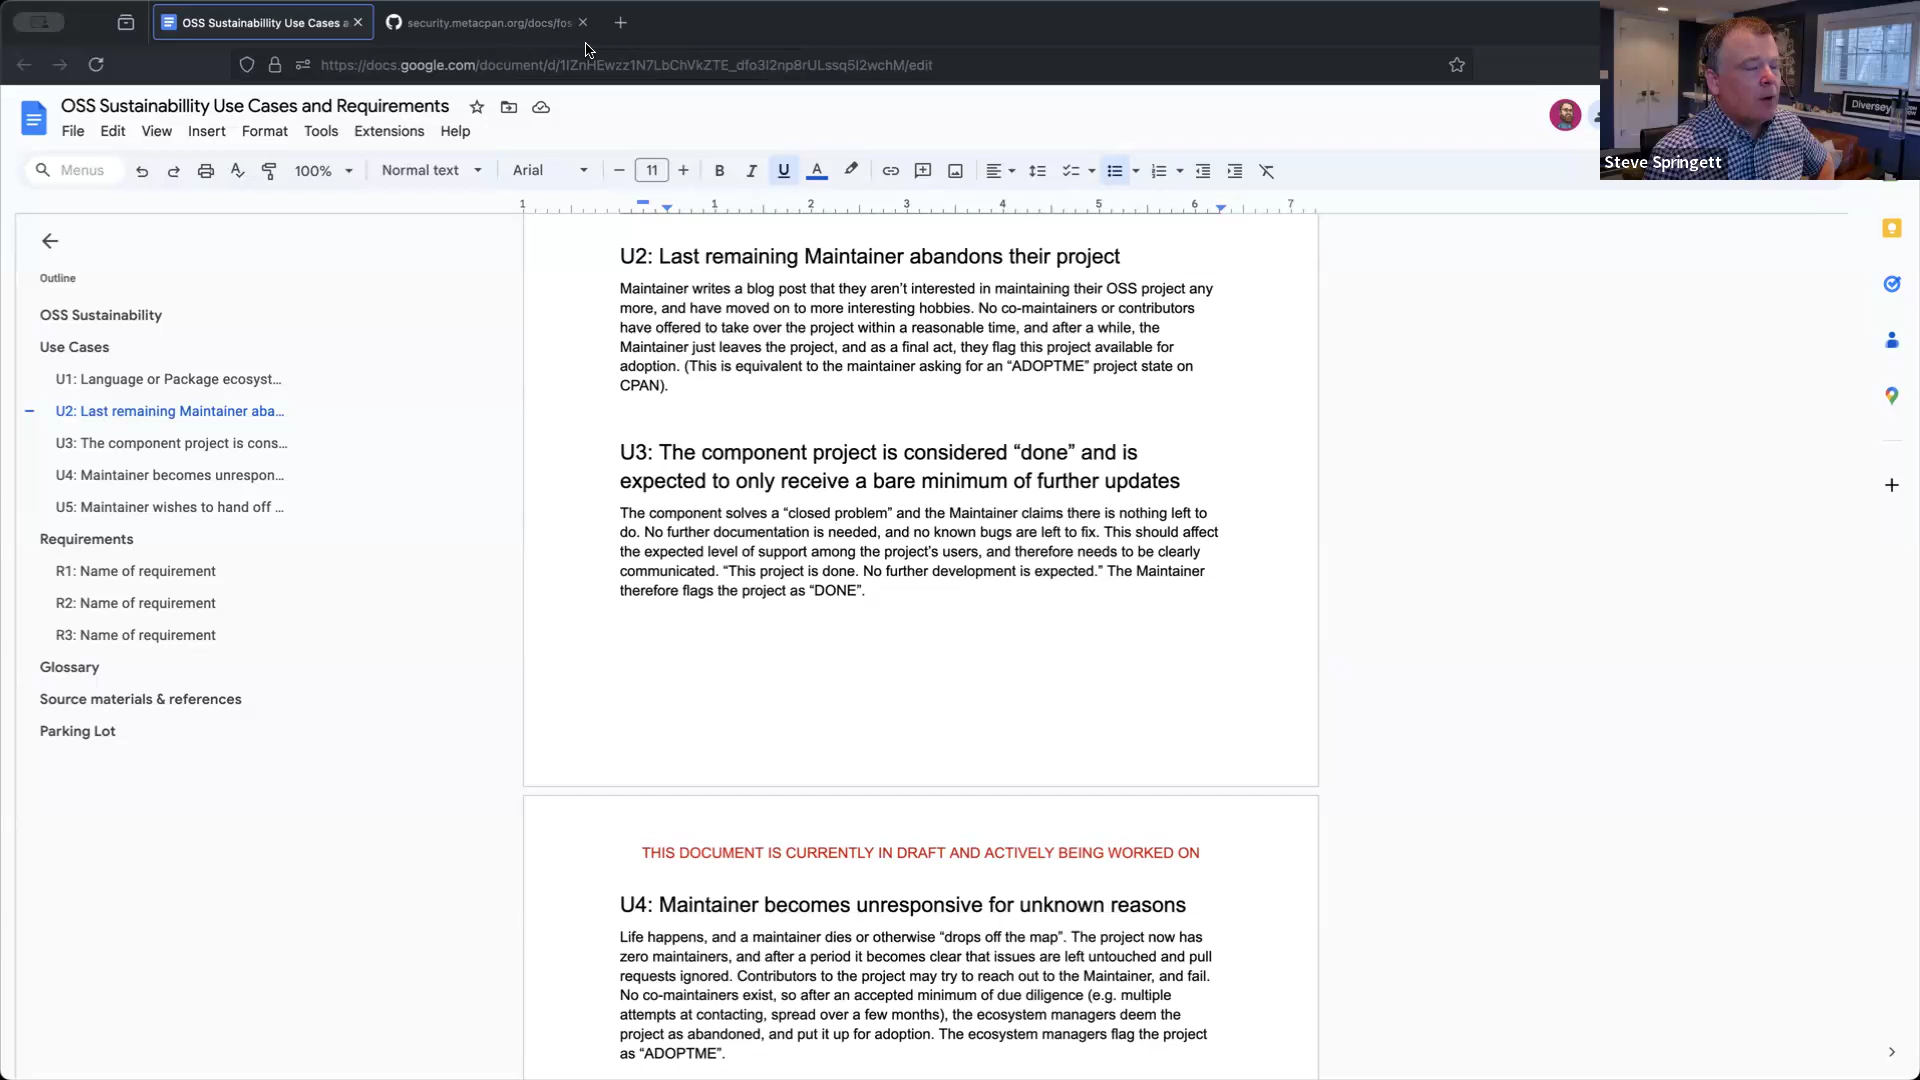 OSS Sustainabillity Use Cases a
security.metacpan.org/docs/fos
https://docs.google.com/document/d/1IZnHEwzz1N7LbChVkZTE_dfo3I2np8rULssq5I2wchM/edit
OSS Sustainabillity Use Cases and Requirements
File Edit View Insert Format Tools Extensions Help
Menus 100% Normal text Arial 11 B I U A
Steve Springett
Diversey
1 1 2 3 4 5 6 7
Outline
OSS Sustainability
Use Cases
U1: Language or Package ecosyst...
U2: Last remaining Maintainer aba...
U3: The component project is cons...
U4: Maintainer becomes unrespon...
U5: Maintainer wishes to hand off ...
Requirements
R1: Name of requirement
R2: Name of requirement
R3: Name of requirement
Glossary
Source materials & references
Parking Lot
U2: Last remaining Maintainer abandons their project
Maintainer writes a blog post that they aren’t interested in maintaining their OSS project any
more, and have moved on to more interesting hobbies. No co-maintainers or contributors
have offered to take over the project within a reasonable time, and after a while, the
Maintainer just leaves the project, and as a final act, they flag this project available for
adoption. (This is equivalent to the maintainer asking for an “ADOPTME” project state on
CPAN).
U3: The component project is considered “done” and is
expected to only receive a bare minimum of further updates
The component solves a “closed problem” and the Maintainer claims there is nothing left to
do. No further documentation is needed, and no known bugs are left to fix. This should affect
the expected level of support among the project’s users, and therefore needs to be clearly
communicated. “This project is done. No further development is expected.” The Maintainer
therefore flags the project as “DONE”.
THIS DOCUMENT IS CURRENTLY IN DRAFT AND ACTIVELY BEING WORKED ON
U4: Maintainer becomes unresponsive for unknown reasons
Life happens, and a maintainer dies or otherwise “drops off the map”. The project now has
zero maintainers, and after a period it becomes clear that issues are left untouched and pull
requests ignored. Contributors to the project may try to reach out to the Maintainer, and fail.
No co-maintainers exist, so after an accepted minimum of due diligence (e.g. multiple
attempts at contacting, spread over a few months), the ecosystem managers deem the
project as abandoned, and put it up for adoption. The ecosystem managers flag the project
as “ADOPTME”.